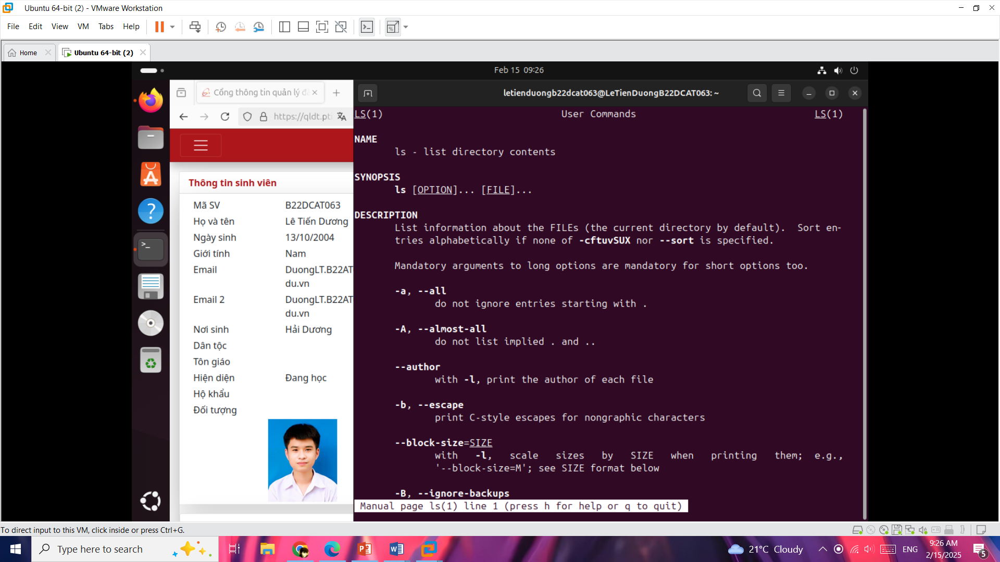 Ubuntu 64-bit (2) - VMware Workstation
File Edit View VM Tabs Help
Home
Ubuntu 64-bit (2)
Feb 15 09:26
Cổng thông tin quản lý đà
letienduongb22dcat063@LeTienDuongB22DCAT063: ~
https://qldt.pti
Thông tin sinh viên
Mã SV B22DCAT063
Họ và tên Lê Tiến Dương
Ngày sinh 13/10/2004
Giới tính Nam
Email DuongLT.B22AT
du.vn
Email 2 DuongLT.B22AT
du.vn
Nơi sinh Hải Dương
Dân tộc
Tôn giáo
Hiện diện Đang học
Hộ khẩu
Đối tượng
LS(1) User Commands LS(1)
NAME
ls - list directory contents
SYNOPSIS
ls [OPTION]... [FILE]...
DESCRIPTION
List information about the FILEs (the current directory by default). Sort en-
tries alphabetically if none of -cftuvSUX nor --sort is specified.
Mandatory arguments to long options are mandatory for short options too.
-a, --all
do not ignore entries starting with .
-A, --almost-all
do not list implied . and ..
--author
with -l, print the author of each file
-b, --escape
print C-style escapes for nongraphic characters
--block-size=SIZE
with -l, scale sizes by SIZE when printing them; e.g.,
'--block-size=M'; see SIZE format below
-B, --ignore-backups
Manual page ls(1) line 1 (press h for help or q to quit)
To direct input to this VM, click inside or press Ctrl+G.
Type here to search
21°C Cloudy
ENG
9:26 AM
2/15/2025
5